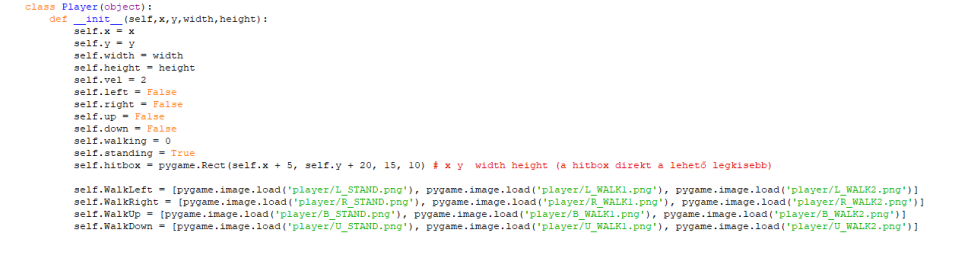 class Player(object):
    def __init__(self,x,y,width,height):
        self.x = x
        self.y = y
        self.width = width
        self.height = height
        self.vel = 2
        self.left = False
        self.right = False
        self.up = False
        self.down = False
        self.walking = 0
        self.standing = True
        self.hitbox = pygame.Rect(self.x + 5, self.y + 20, 15, 10) # x y  width height (a hitbox direkt a lehető legkisebb)
        self.WalkLeft = [pygame.image.load('player/L_STAND.png'), pygame.image.load('player/L_WALK1.png'), pygame.image.load('player/L_WALK2.png')]
        self.WalkRight = [pygame.image.load('player/R_STAND.png'), pygame.image.load('player/R_WALK1.png'), pygame.image.load('player/R_WALK2.png')]
        self.WalkUp = [pygame.image.load('player/B_STAND.png'), pygame.image.load('player/B_WALK1.png'), pygame.image.load('player/B_WALK2.png')]
        self.WalkDown = [pygame.image.load('player/U_STAND.png'), pygame.image.load('player/U_WALK1.png'), pygame.image.load('player/U_WALK2.png')]